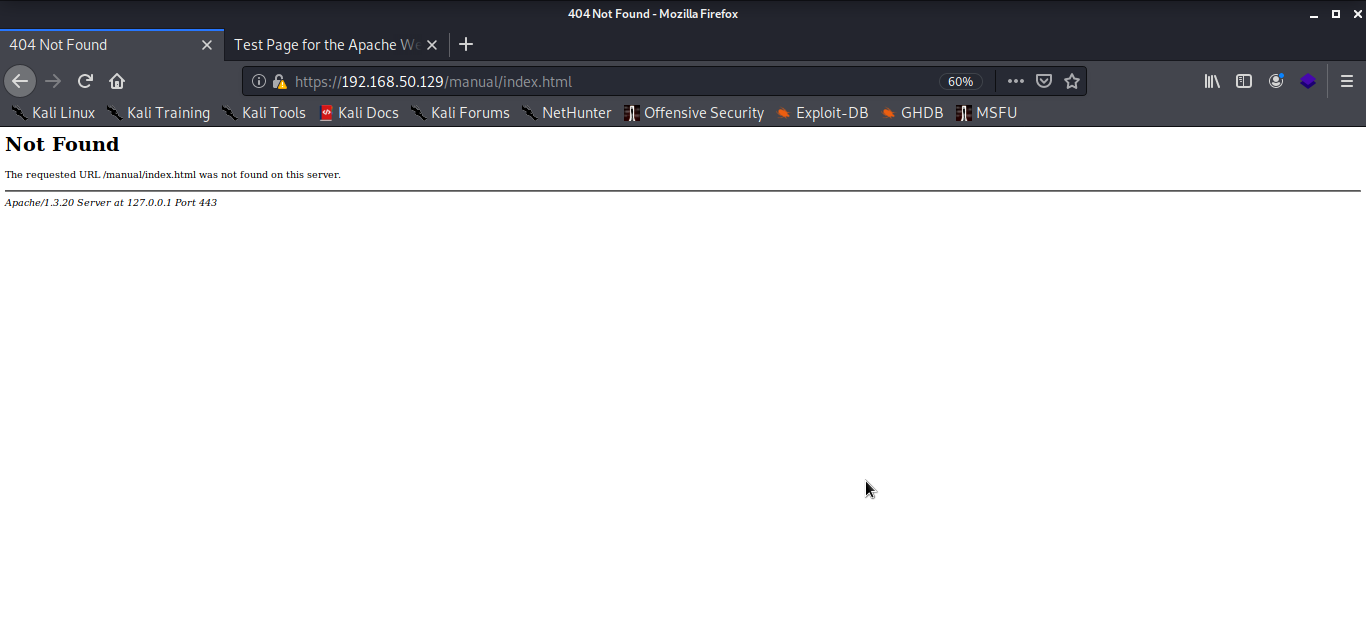 404 Not Found - Mozilla Firefox
404 Not Found
Test Page for the Apache We
https://192.168.50.129/manual/index.html
60%
Kali Linux Kali Training Kali Tools Kali Docs Kali Forums NetHunter Offensive Security Exploit-DB GHDB MSFU
Not Found
The requested URL /manual/index.html was not found on this server.
Apache/1.3.20 Server at 127.0.0.1 Port 443